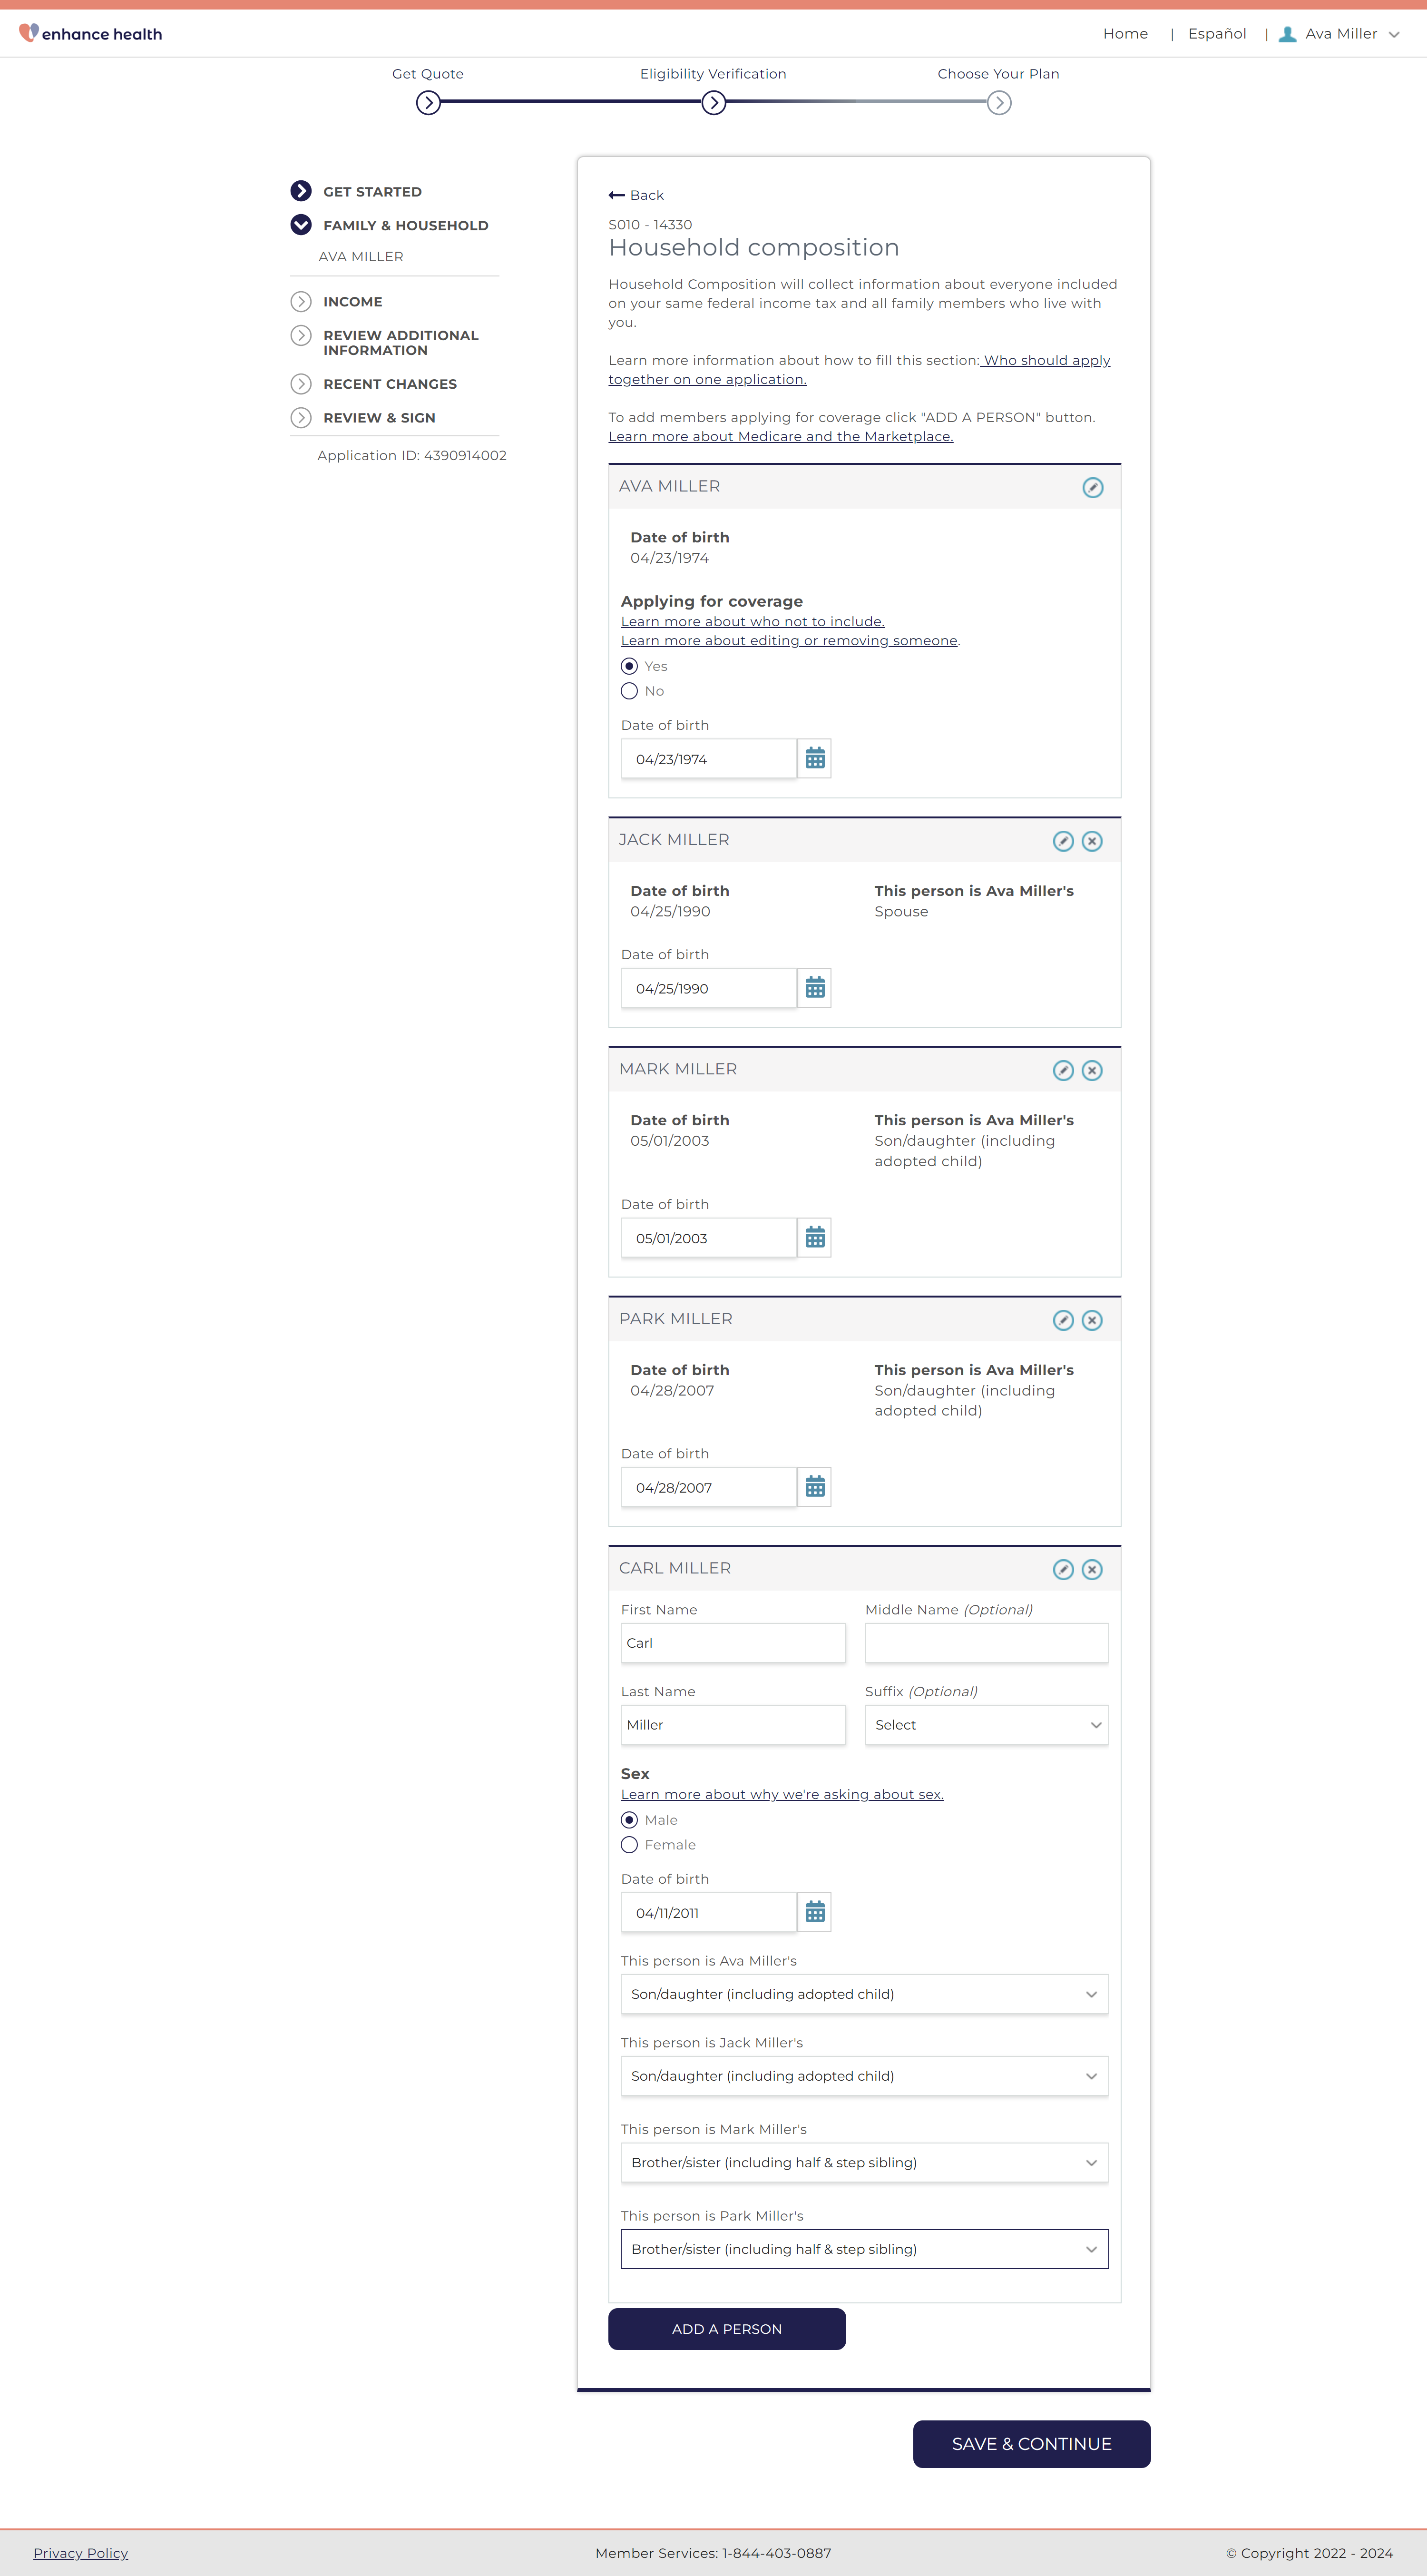 enhance health
Home | Español | Ava Miller
Get Quote
Eligibility Verification
Choose Your Plan
GET STARTED
FAMILY & HOUSEHOLD
AVA MILLER
INCOME
REVIEW ADDITIONAL
INFORMATION
RECENT CHANGES
REVIEW & SIGN
Application ID: 4390914002
Back
S010 - 14330
Household composition
Household Composition will collect information about everyone included
on your same federal income tax and all family members who live with
you.
Learn more information about how to fill this section: Who should apply
together on one application.
To add members applying for coverage click "ADD A PERSON" button.
Learn more about Medicare and the Marketplace.
AVA MILLER
Date of birth
04/23/1974
Applying for coverage
Learn more about who not to include.
Learn more about editing or removing someone.
Yes
No
Date of birth
04/23/1974
JACK MILLER
Date of birth
04/25/1990
This person is Ava Miller's
Spouse
Date of birth
04/25/1990
MARK MILLER
Date of birth
05/01/2003
This person is Ava Miller's
Son/daughter (including
adopted child)
Date of birth
05/01/2003
PARK MILLER
Date of birth
04/28/2007
This person is Ava Miller's
Son/daughter (including
adopted child)
Date of birth
04/28/2007
CARL MILLER
First Name
Carl
Middle Name (Optional)
Last Name
Miller
Suffix (Optional)
Select
Sex
Learn more about why we're asking about sex.
Male
Female
Date of birth
04/11/2011
This person is Ava Miller's
Son/daughter (including adopted child)
This person is Jack Miller's
Son/daughter (including adopted child)
This person is Mark Miller's
Brother/sister (including half & step sibling)
This person is Park Miller's
Brother/sister (including half & step sibling)
ADD A PERSON
SAVE & CONTINUE
Privacy Policy
Member Services: 1-844-403-0887
© Copyright 2022 - 2024